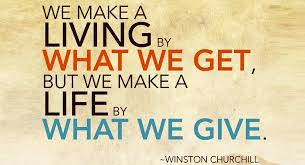 WE MAKE A
LIVING BY
WHAT WE GET,
BUT WE MAKE A
LIFE BY
WHAT WE GIVE.
~WINSTON CHURCHILL